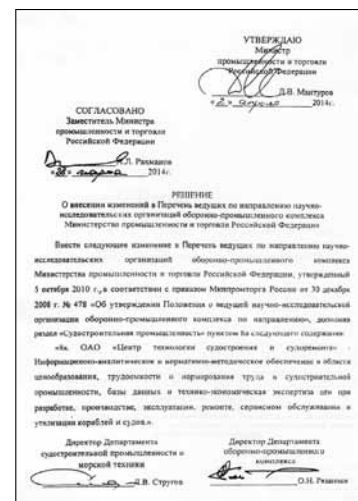 УТВЕРЖДАЮ
Министр
промышленности и торговли
Российской Федерации
Д.В. Мантуров
«2» апреля 2014г.
СОГЛАСОВАНО
Заместитель Министра
промышленности и торговли
Российской Федерации
Рахманов
«28» марта 2014г.
РЕШЕНИЕ
О внесении изменений в Перечень ведущих по направлению научно-
исследовательских организаций оборонно-промышленного комплекса
Министерства промышленности и торговли Российской Федерации
Внести следующее изменение в Перечень ведущих по направлению научно-
исследовательских организаций оборонно-промышленного комплекса
Министерства промышленности и торговли Российской Федерации, утвержденный
5 октября 2010 г., в соответствии с приказом Минпромторга России от 30 декабря
2008 г. № 478 «Об утверждении Положения о ведущей научно-исследовательской
организации оборонно-промышленного комплекса по направлению», дополнив
раздел «Судостроительная промышленность» пунктом следующего содержания:
ОАО «Центр технологии судостроения и судоремонта» -
Информационно-аналитическое и нормативно-методическое обеспечение в области
ценообразования, трудоемкости и нормирования труда в судостроительной
промышленности, базы данных и технико-экономическая экспертиза цен при
разработке, производстве, эксплуатации, ремонте, сервисном обслуживании и
утилизации кораблей и судов.».
Директор Департамента
судостроительной промышленности и
морской техники
Л.В. Стругов
Директор Департамента
оборонно-промышленного
комплекса
О.Н. Рязанцев